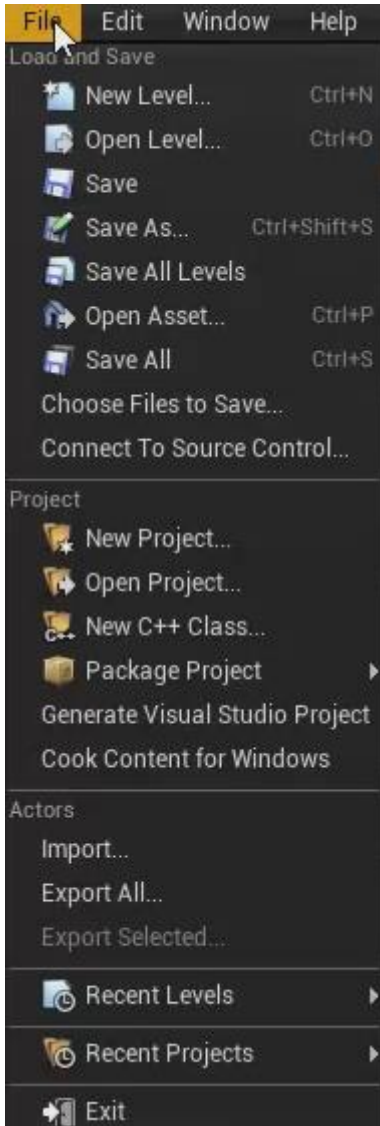 File Edit Window Help
Load and Save
New Level... Ctrl+N
Open Level... Ctrl+O
Save
Save As... Ctrl+Shift+S
Save All Levels
Open Asset... Ctrl+P
Save All Ctrl+S
Choose Files to Save...
Connect To Source Control...
Project
New Project...
Open Project...
C++ New C++ Class...
Package Project
Generate Visual Studio Project
Cook Content for Windows
Actors
Import...
Export All...
Export Selected...
Recent Levels
Recent Projects
Exit